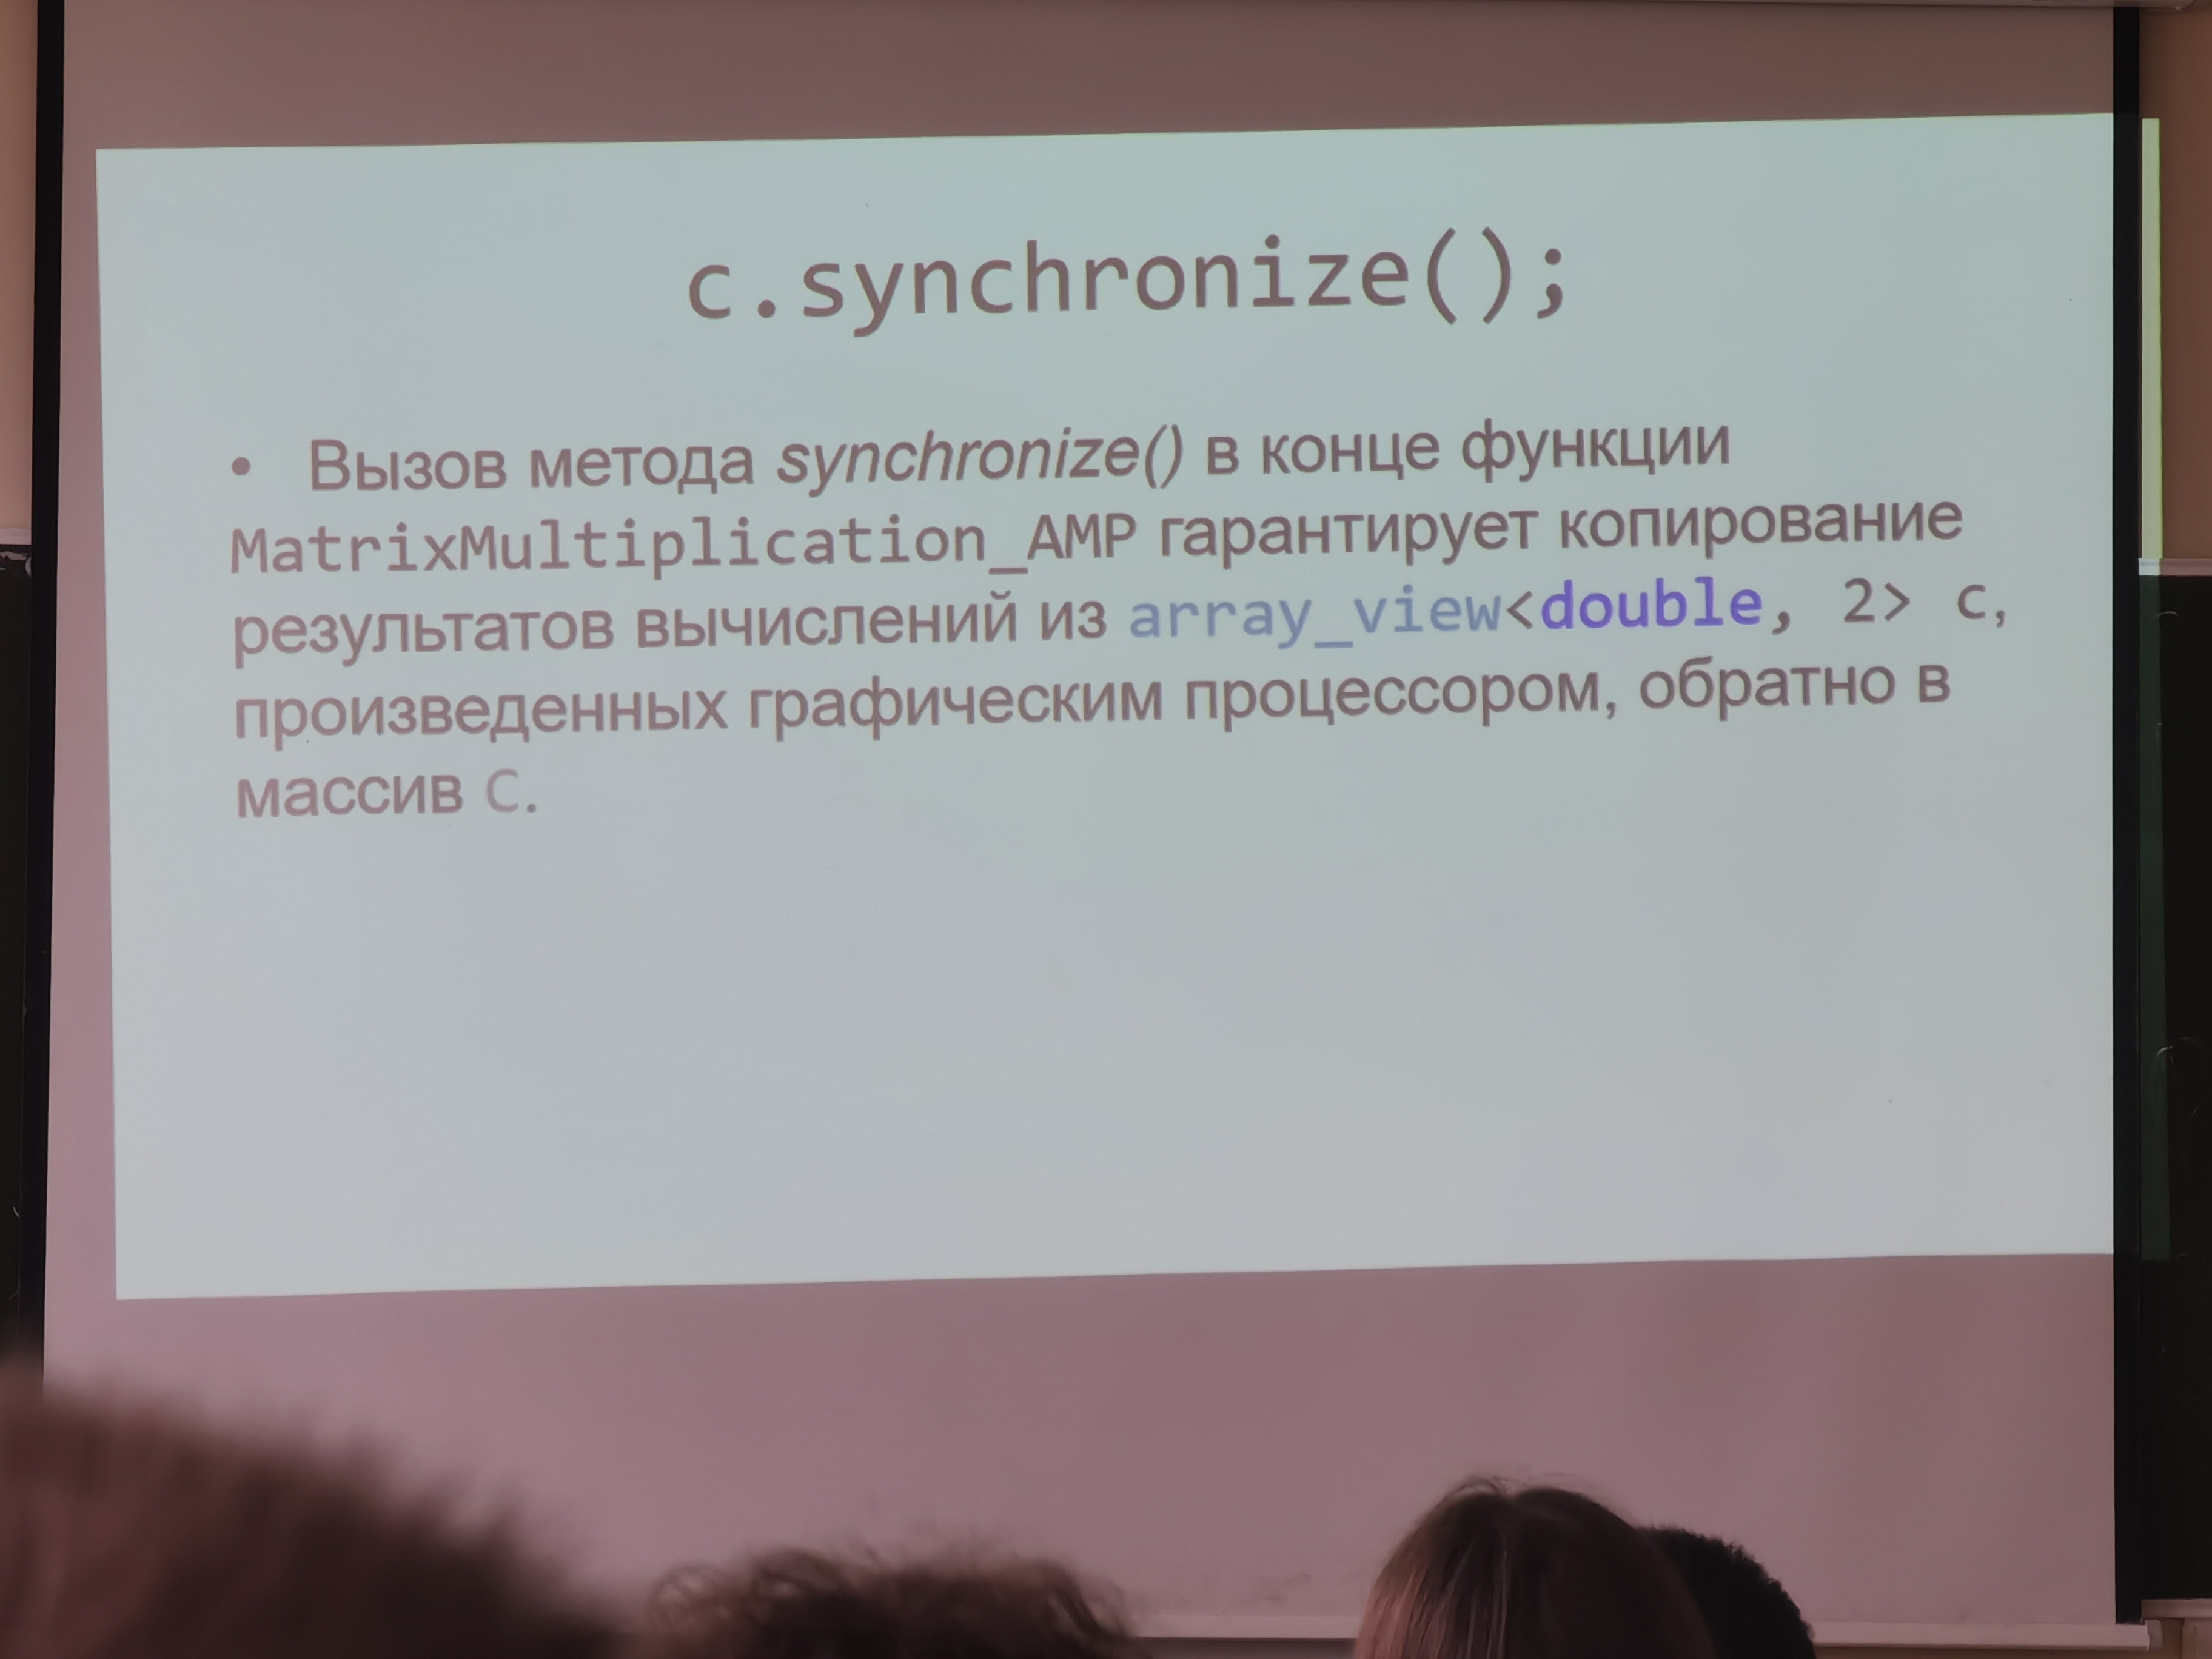 c.synchronize();
• Вызов метода synchronize() в конце функции
MatrixMultiplication_AMP гарантирует копирование
результатов вычислений из array_view<double, 2> c,
произведенных графическим процессором, обратно в
массив C.